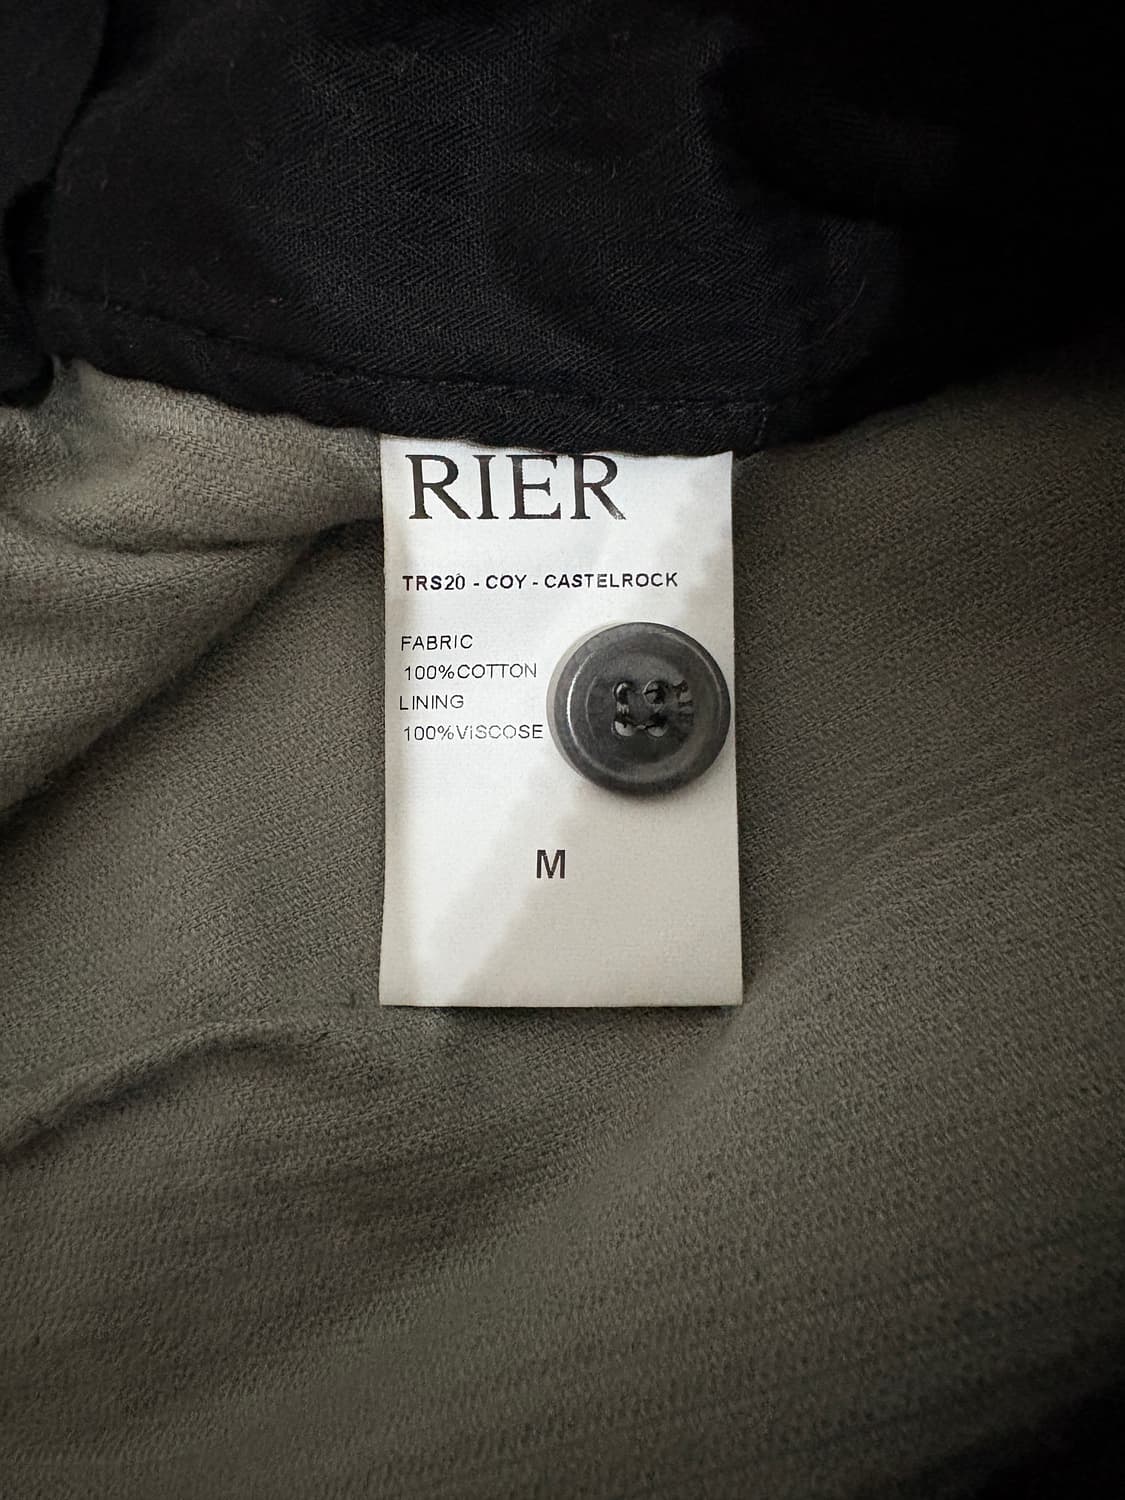 RIER
TRS20 - COY - CASTELROCK
FABRIC
100%COTTON
LINING
100%VISCOSE
M